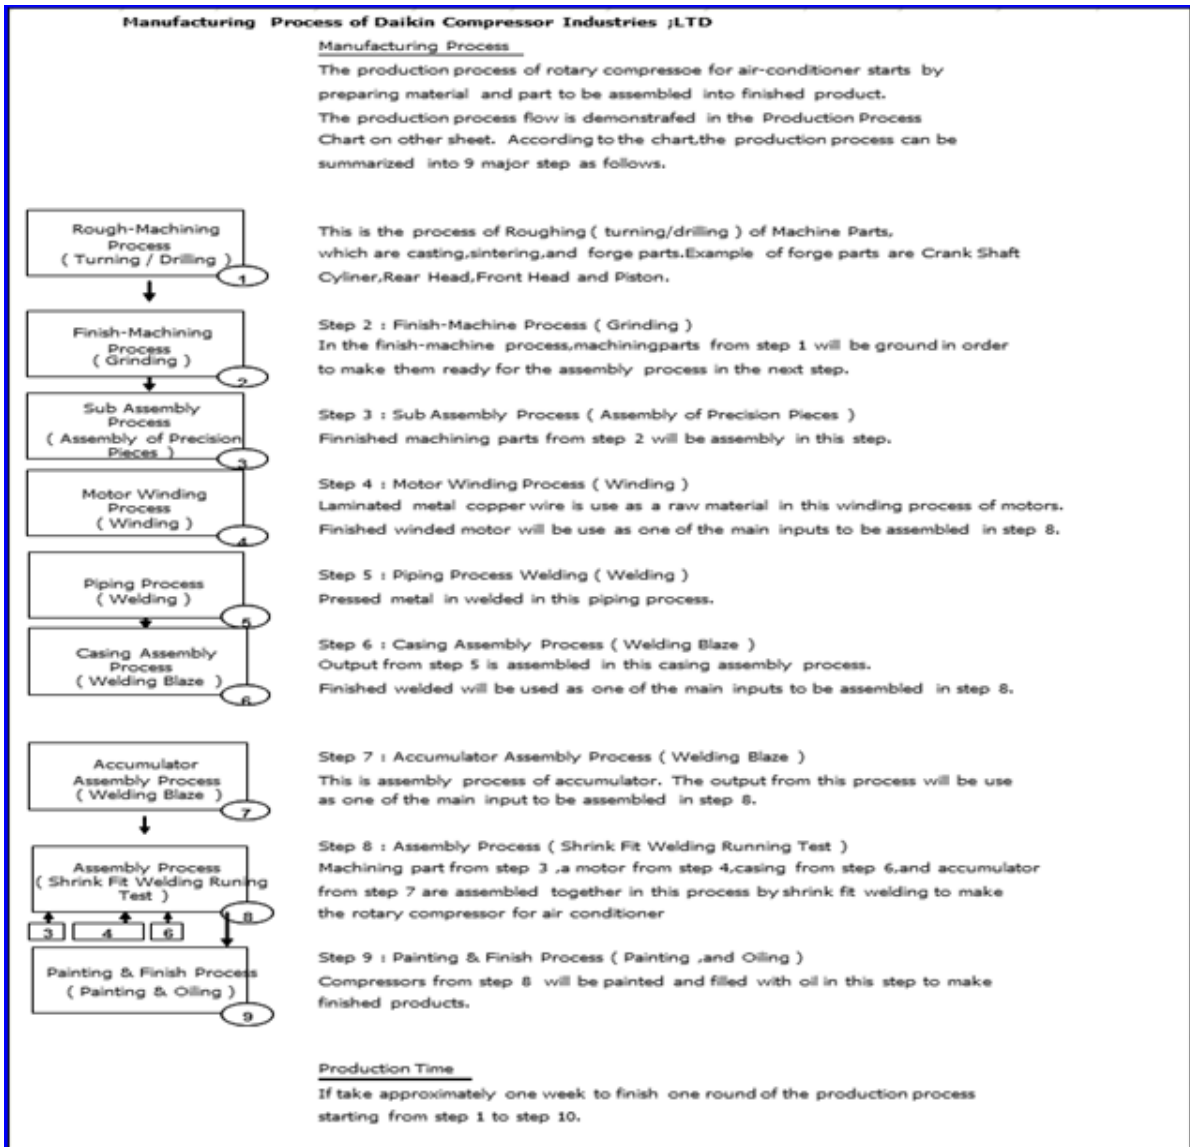 Manufacturing Process of Daikin Compressor Industries ;LTD
Manufacturing Process
The production process of rotary compressoe for air-conditioner starts by
preparing material and part to be assembled into finished product.
The production process flow is demonstrafed in the Production Process
Chart on other sheet. According to the chart,the production process can be
summarized into 9 major step as follows.
Rough-Machining
Process
( Turning / Drilling )
1
This is the process of Roughing ( turning/drilling ) of Machine Parts,
which are casting,sintering,and forge parts.Example of forge parts are Crank Shaft
Cyliner,Rear Head,Front Head and Piston.
Finish-Machining
Process
( Grinding )
2
Step 2 : Finish-Machine Process ( Grinding )
In the finish-machine process,machiningparts from step 1 will be ground in order
to make them ready for the assembly process in the next step.
Sub Assembly
Process
( Assembly of Precision
Pieces )
3
Step 3 : Sub Assembly Process ( Assembly of Precision Pieces )
Finnished machining parts from step 2 will be assembly in this step.
Motor Winding
Process
( Winding )
4
Step 4 : Motor Winding Process ( Winding )
Laminated metal copper wire is use as a raw material in this winding process of motors.
Finished winded motor will be use as one of the main inputs to be assembled in step 8.
Piping Process
( Welding )
5
Step 5 : Piping Process Welding ( Welding )
Pressed metal in welded in this piping process.
Casing Assembly
Process
( Welding Blaze )
6
Step 6 : Casing Assembly Process ( Welding Blaze )
Output from step 5 is assembled in this casing assembly process.
Finished welded will be used as one of the main inputs to be assembled in step 8.
Accumulator
Assembly Process
( Welding Blaze )
7
Step 7 : Accumulator Assembly Process ( Welding Blaze )
This is assembly process of accumulator. The output from this process will be use
as one of the main input to be assembled in step 8.
Assembly Process
( Shrink Fit Welding Runing
Test )
8
3 4 6
Step 8 : Assembly Process ( Shrink Fit Welding Running Test )
Machining part from step 3 ,a motor from step 4,casing from step 6,and accumulator
from step 7 are assembled together in this process by shrink fit welding to make
the rotary compressor for air conditioner
Painting & Finish Process
( Painting & Oiling )
9
Step 9 : Painting & Finish Process ( Painting ,and Oiling )
Compressors from step 8 will be painted and filled with oil in this step to make
finished products.
Production Time
If take approximately one week to finish one round of the production process
starting from step 1 to step 10.